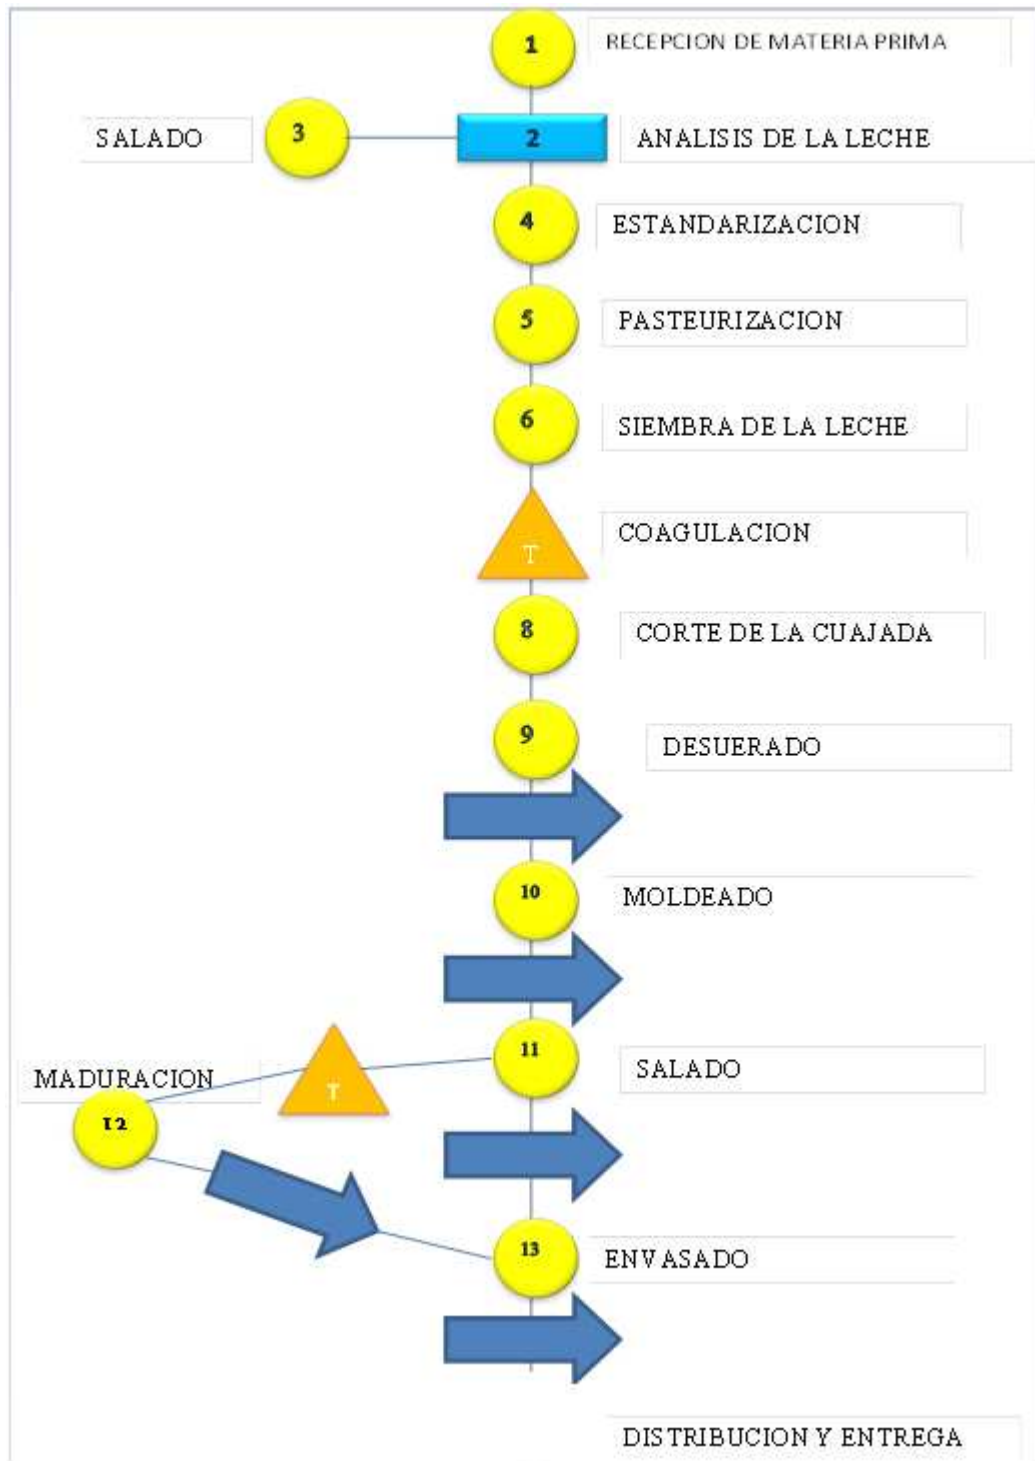 1 RECEPCION DE MATERIA PRIMA
SALADO 3 2 ANALISIS DE LA LECHE
4 ESTANDARIZACION
5 PASTEURIZACION
6 SIEMBRA DE LA LECHE
T COAGULACION
8 CORTE DE LA CUAJADA
9 DESUERADO
10 MOLDEADO
11 SALADO
MADURACION T
12
13 ENVASADO
DISTRIBUCION Y ENTREGA